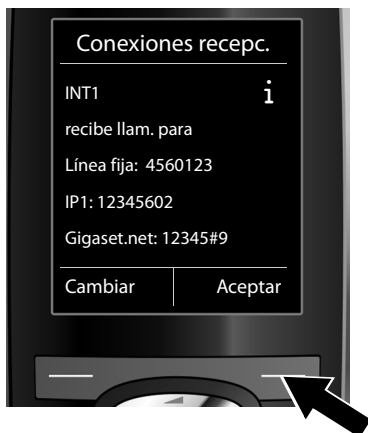 Conexiones recepc.
INT1 i
recibe llam. para
Línea fija: 4560123
IP1: 12345602
Gigaset.net: 12345#9
Cambiar Aceptar